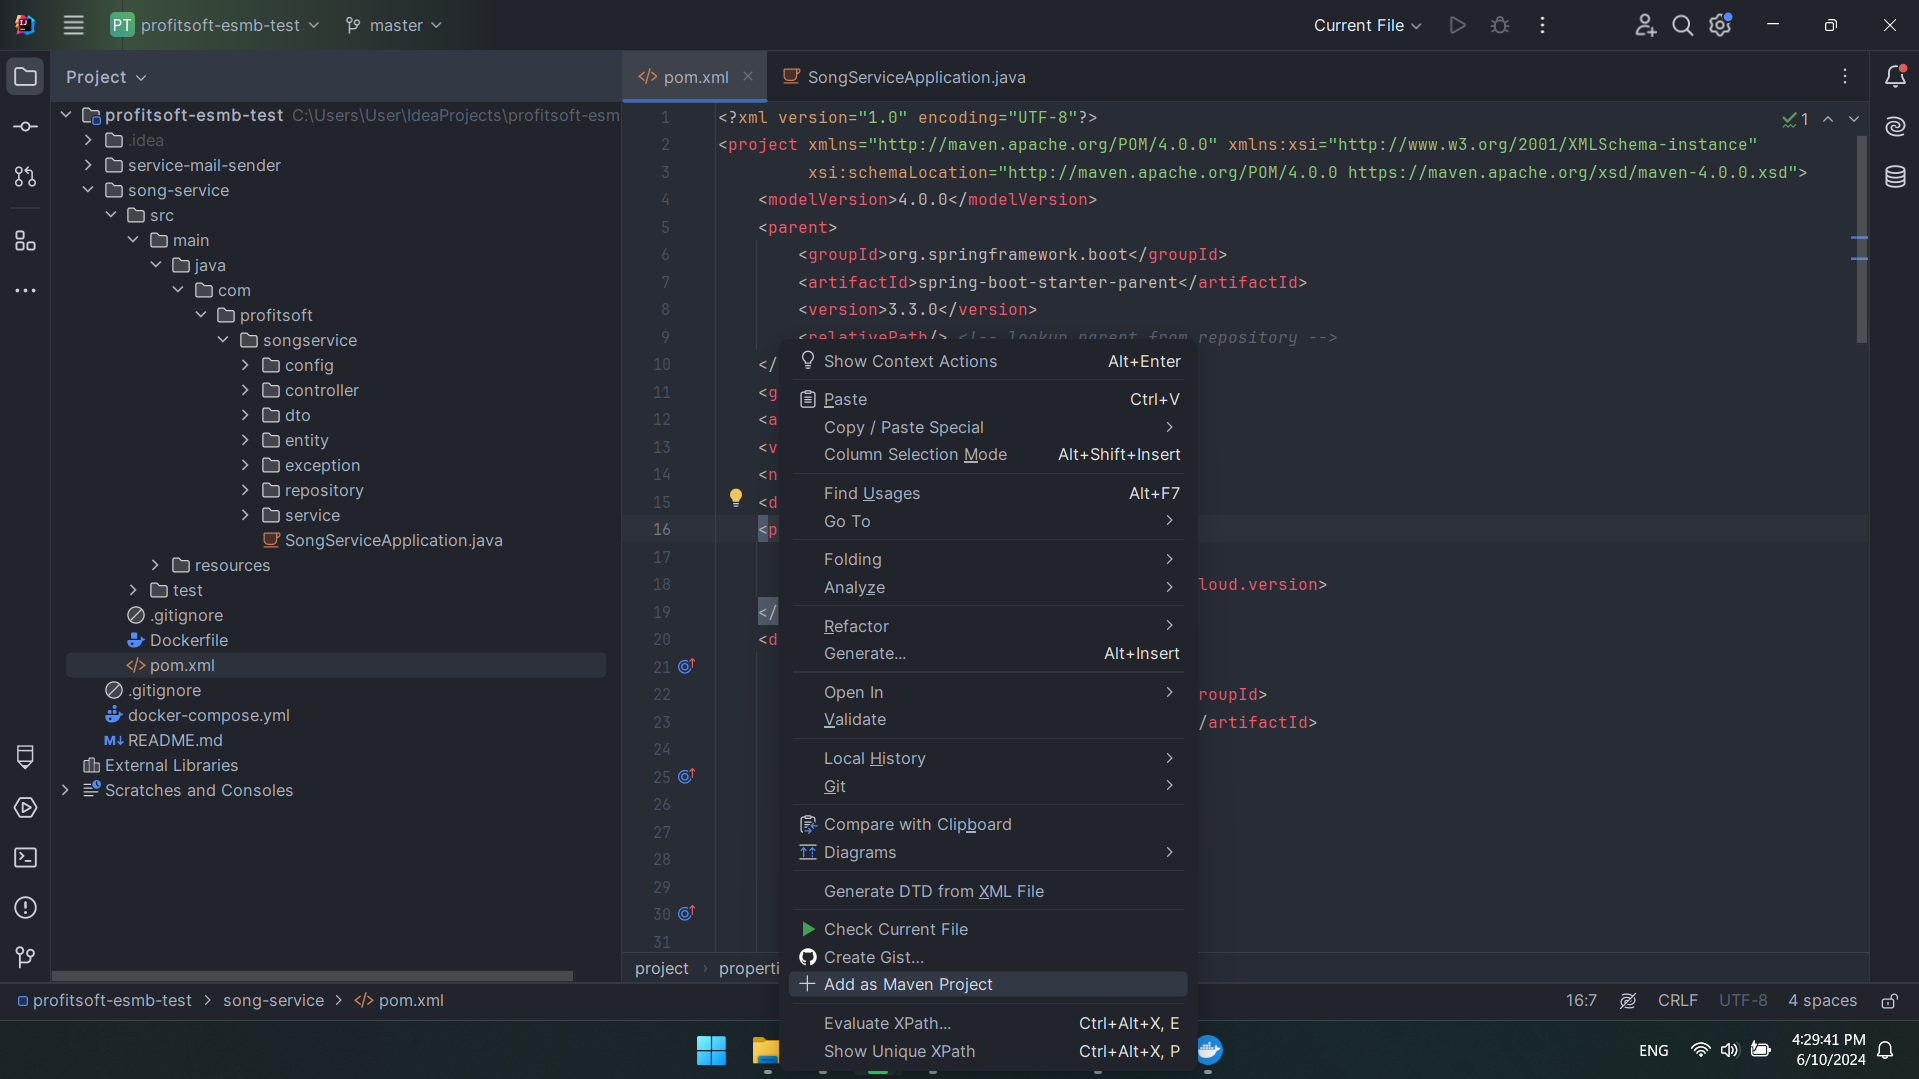 PT profitsoft-esmb-test master Current File
Project
pom.xml SongServiceApplication.java
profitsoft-esmb-test C:\Users\User\IdeaProjects\profitsoft-esm
.idea
service-mail-sender
song-service
src
main
java
com
profitsoft
songservice
config
controller
dto
entity
exception
repository
service
SongServiceApplication.java
resources
test
.gitignore
Dockerfile
</> pom.xml
.gitignore
docker-compose.yml
M↓ README.md
External Libraries
Scratches and Consoles
1 <?xml version="1.0" encoding="UTF-8"?>
2 <project xmlns="http://maven.apache.org/POM/4.0.0" xmlns:xsi="http://www.w3.org/2001/XMLSchema-instance"
3 xsi:schemaLocation="http://maven.apache.org/POM/4.0.0 https://maven.apache.org/xsd/maven-4.0.0.xsd">
4 <modelVersion>4.0.0</modelVersion>
5 <parent>
6 <groupId>org.springframework.boot</groupId>
7 <artifactId>spring-boot-starter-parent</artifactId>
8 <version>3.3.0</version>
9 <relativePath/> <!-- lookup parent from repository -->
10 </
11 <g
12 <a
13 <v
14 <n
15 <d
16 <p
17
18 loud.version>
19 </
20 <d
21
22 roupId>
23 /artifactId>
24
25
26
27
28
29
30
31
1
Show Context Actions Alt+Enter
Paste Ctrl+V
Copy / Paste Special
Column Selection Mode Alt+Shift+Insert
Find Usages Alt+F7
Go To
Folding
Analyze
Refactor
Generate... Alt+Insert
Open In
Validate
Local History
Git
Compare with Clipboard
Diagrams
Generate DTD from XML File
Check Current File
Create Gist...
Add as Maven Project
Evaluate XPath... Ctrl+Alt+X, E
Show Unique XPath Ctrl+Alt+X, P
project › properti
profitsoft-esmb-test > song-service > </> pom.xml
16:7 CRLF UTF-8 4 spaces
ENG 4:29:41 PM
6/10/2024